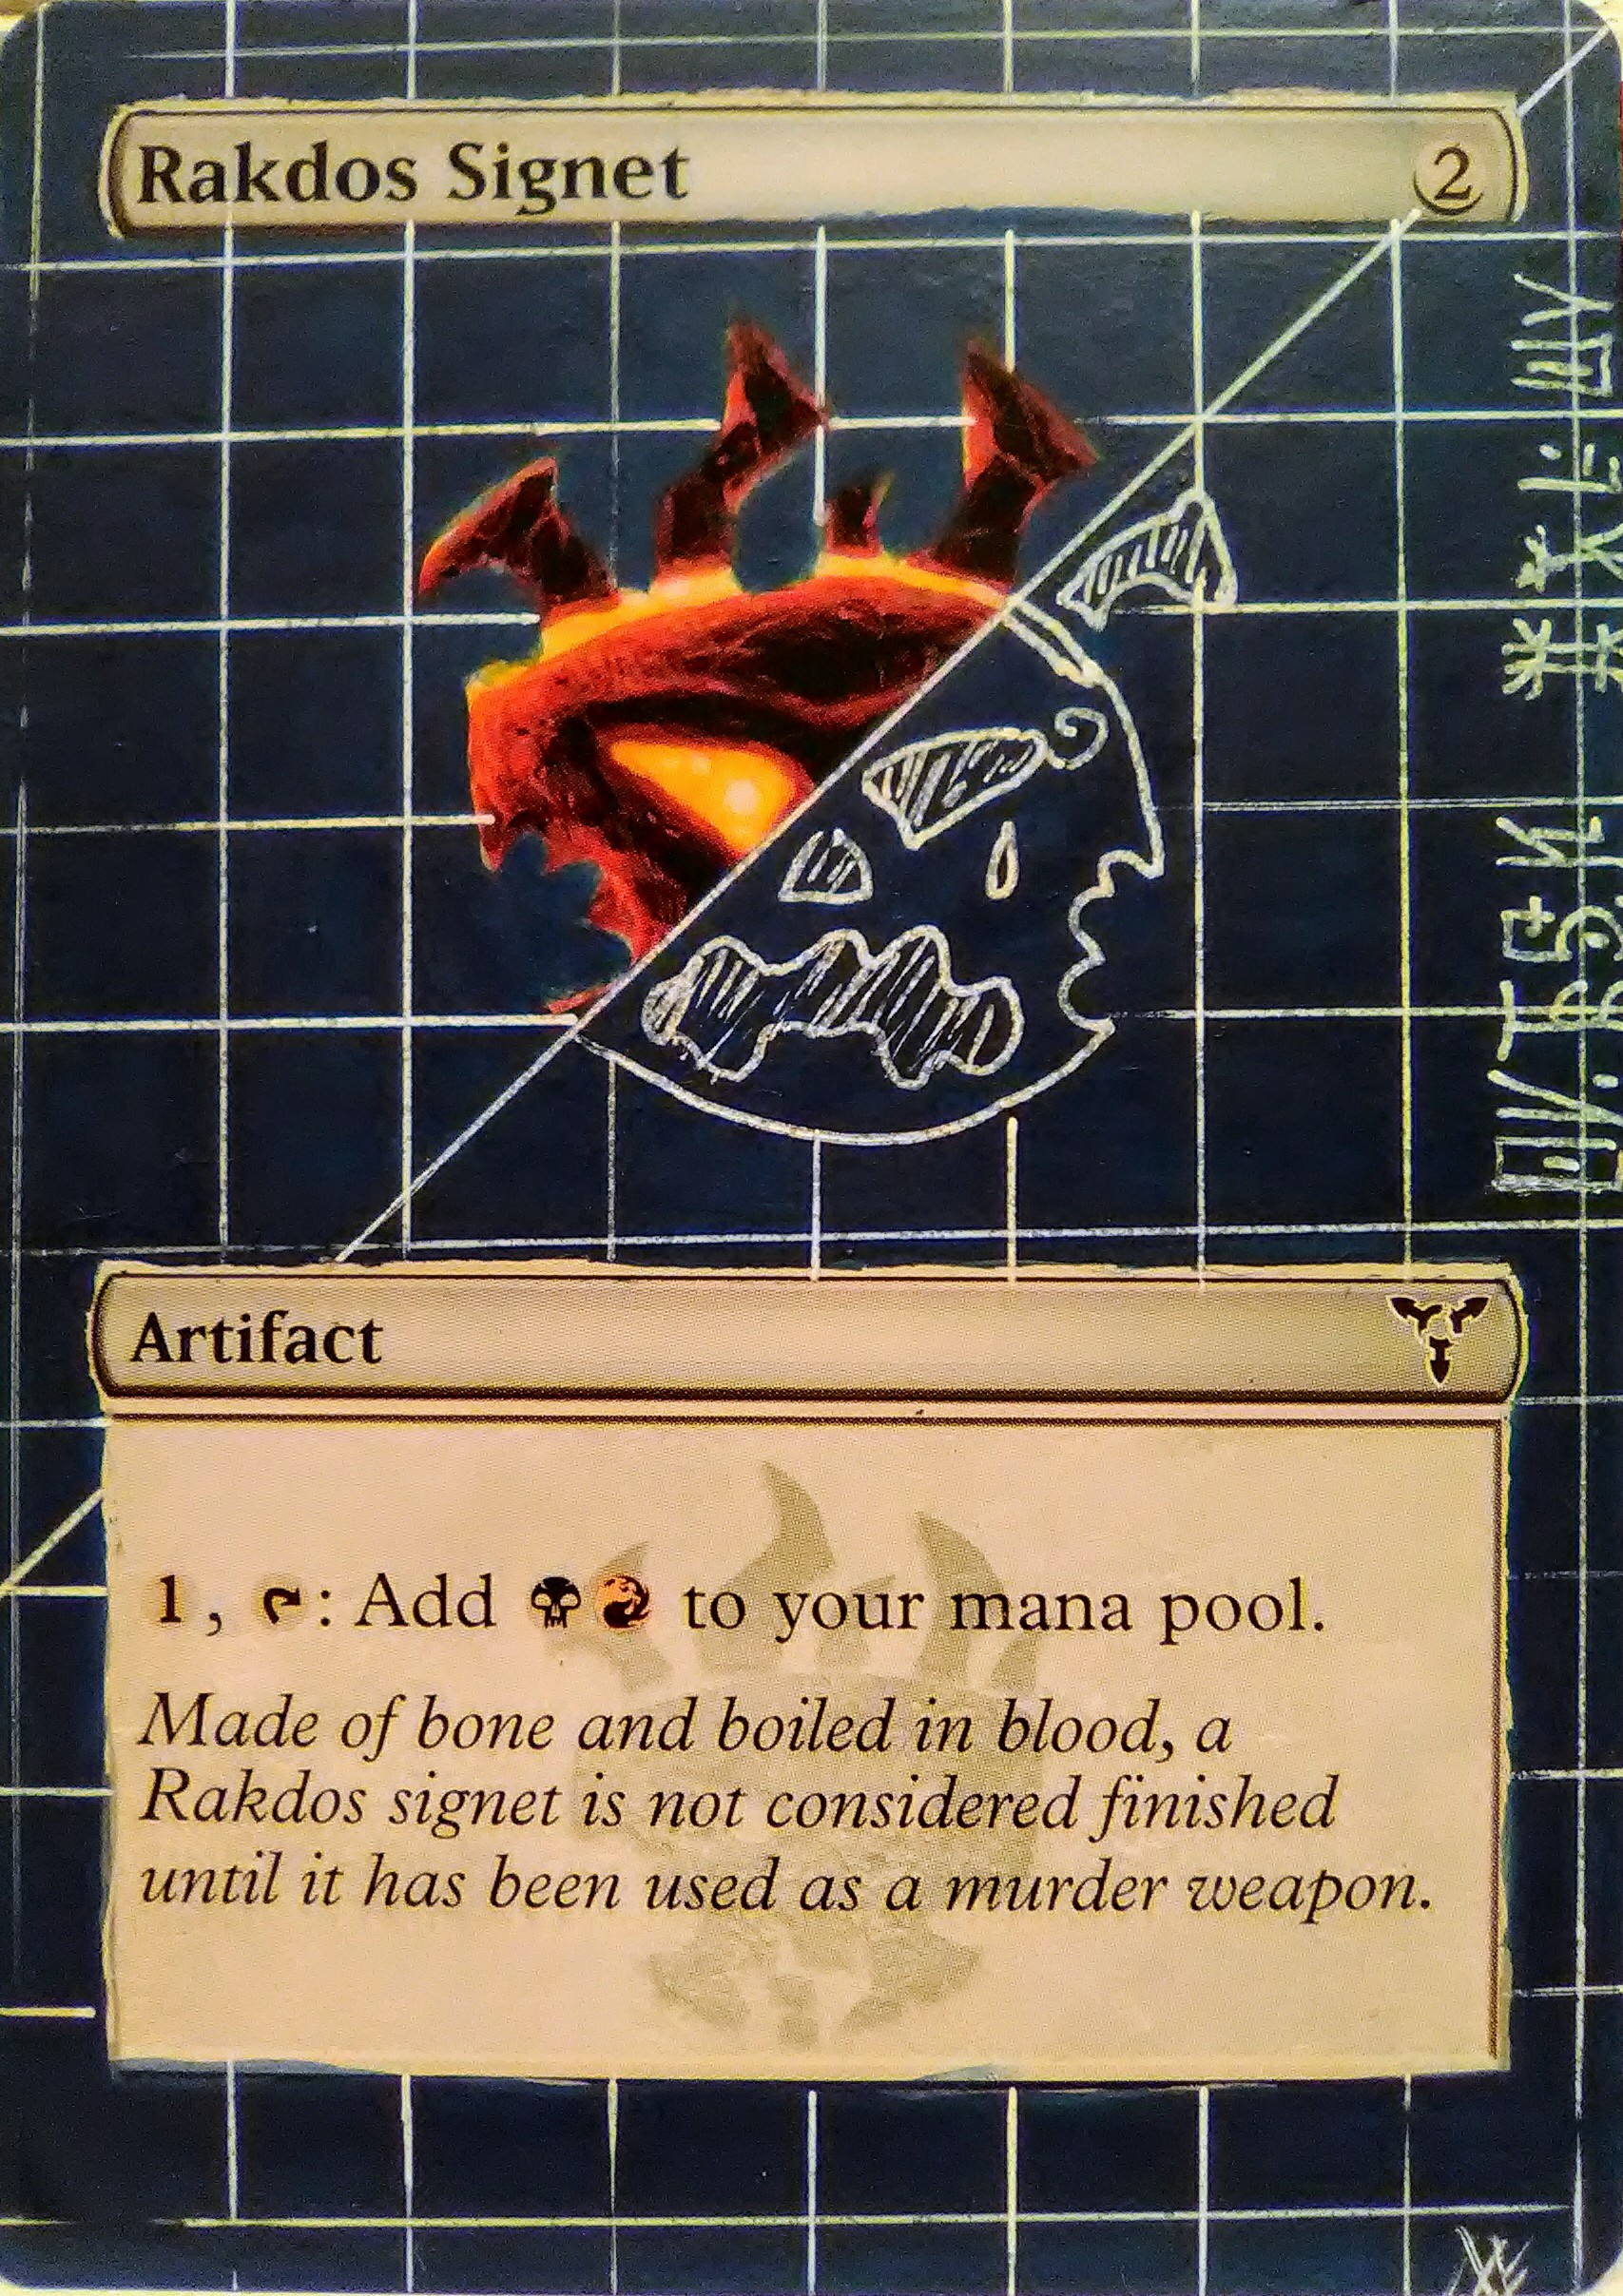 Rakdos Signet 2
Artifact
1, : Add to your mana pool.
Made of bone and boiled in blood, a
Rakdos signet is not considered finished
until it has been used as a murder weapon.